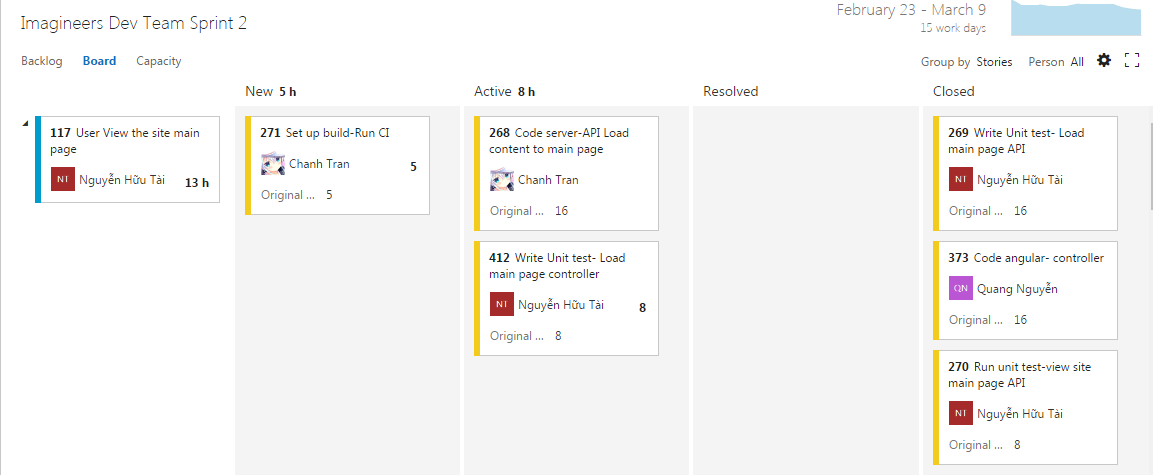 Imagineers Dev Team Sprint 2
February 23 - March 9
15 work days
Backlog Board Capacity
Group by Stories Person All
New 5 h
Active 8 h
Resolved
Closed
117 User View the site main
page
NT Nguyễn Hữu Tài 13 h
271 Set up build-Run CI
Chanh Tran 5
Original ... 5
268 Code server-API Load
content to main page
Chanh Tran
Original ... 16
412 Write Unit test- Load
main page controller
NT Nguyễn Hữu Tài 8
Original ... 8
269 Write Unit test- Load
main page API
NT Nguyễn Hữu Tài
Original ... 16
373 Code angular- controller
QN Quang Nguyễn
Original ... 16
270 Run unit test-view site
main page API
NT Nguyễn Hữu Tài
Original ... 8